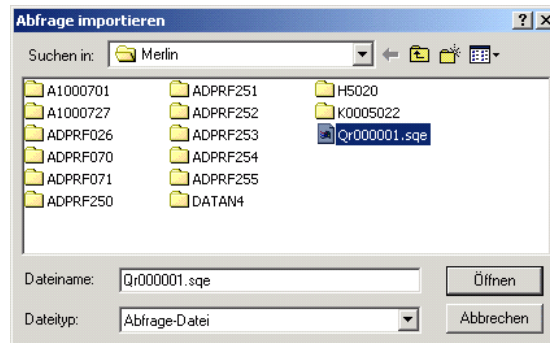 Abfrage importieren
Suchen in: Merlin
A1000701 ADPRF251 H5020
A1000727 ADPRF252 K0005022
ADPRF026 ADPRF253 Qr000001.sqe
ADPRF070 ADPRF254
ADPRF071 ADPRF255
ADPRF250 DATAN4
Dateiname: Qr000001.sqe Öffnen
Dateityp: Abfrage-Datei Abbrechen